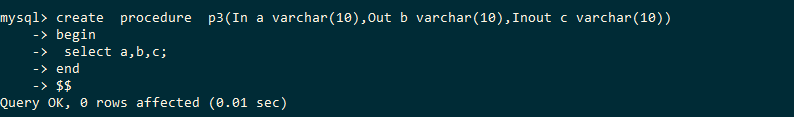 mysql> create  procedure  p3(In a varchar(10),Out b varchar(10),Inout c varchar(10))
    -> begin
    ->  select a,b,c;
    -> end
    -> $$
Query OK, 0 rows affected (0.01 sec)